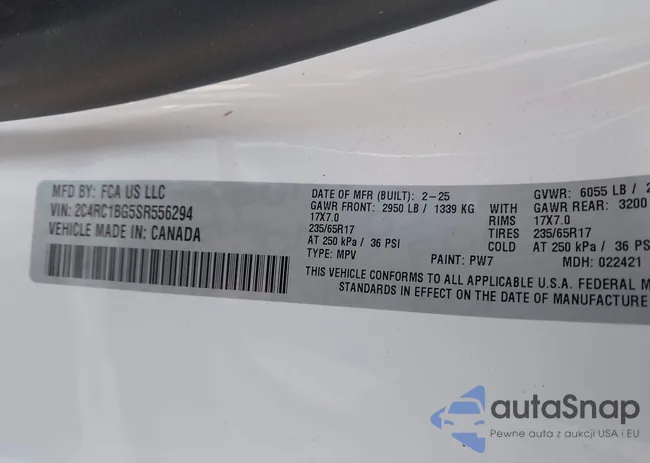 MFD BY: FCA US LLC
VIN: 2C4RC1BG5SR556294
VEHICLE MADE IN: CANADA
DATE OF MFR (BUILT): 2-25
GAWR FRONT: 2950 LB / 1339 KG
17X7.0
235/65R17
AT 250 kPa / 36 PSI
TYPE: MPV
WITH
RIMS
TIRES
COLD
GVWR: 6055 LB / 2
GAWR REAR: 3200
17X7.0
235/65R17
AT 250 kPa / 36 PSI
PAINT: PW7
MDH: 022421
THIS VEHICLE CONFORMS TO ALL APPLICABLE U.S.A. FEDERAL M
STANDARDS IN EFFECT ON THE DATE OF MANUFACTURE
autaSnap
Pewne auta z aukcji USA i EU